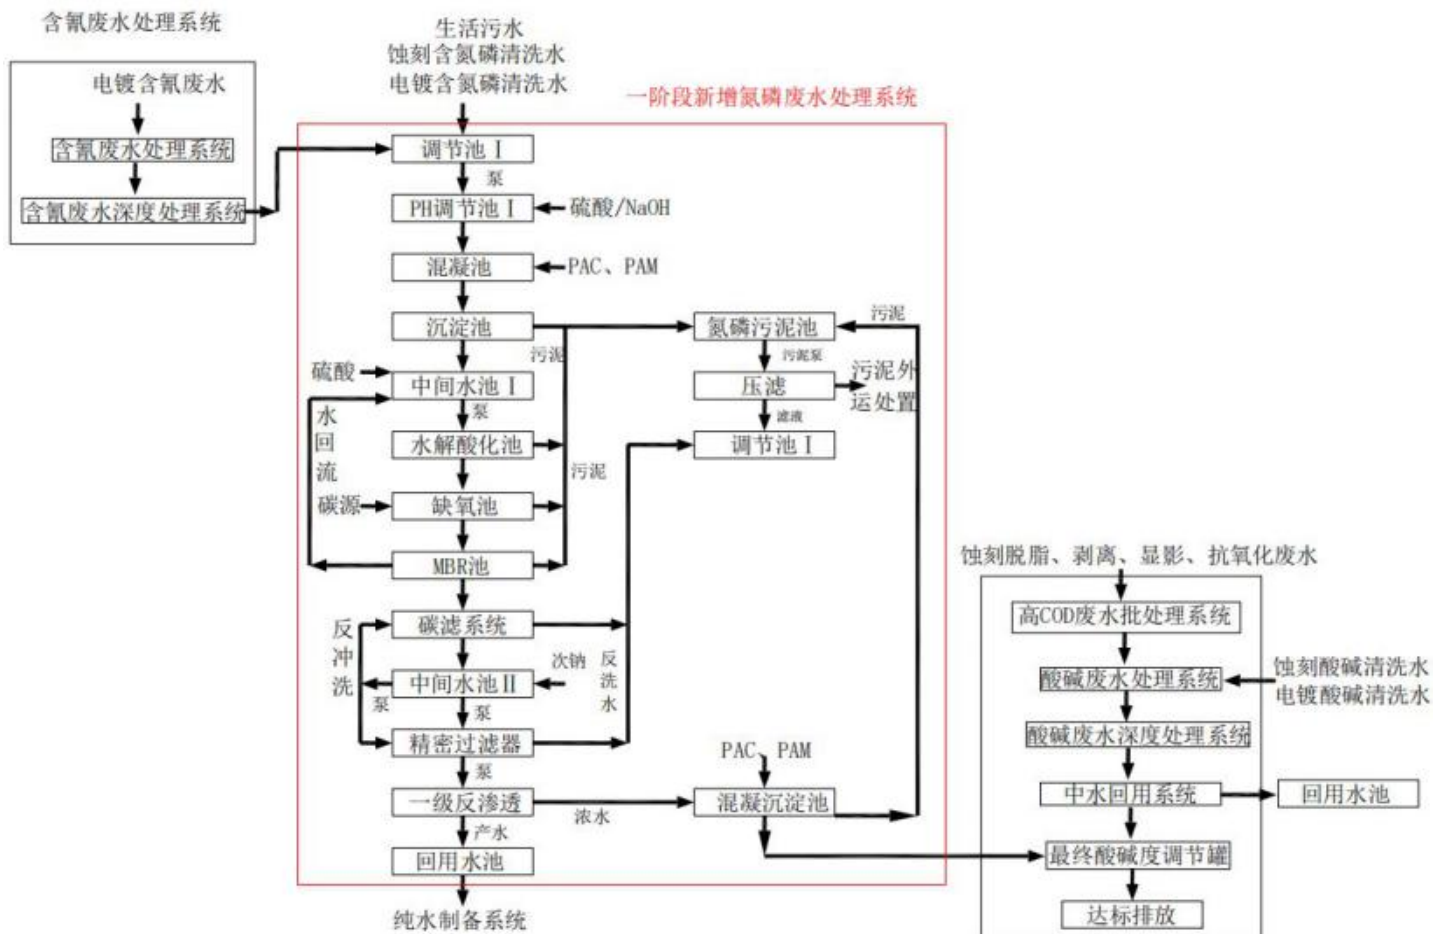 含氰废水处理系统
电镀含氰废水
含氰废水处理系统
含氰废水深度处理系统
生活污水
蚀刻含氮磷清洗水
电镀含氮磷清洗水
一阶段新增氮磷废水处理系统
调节池Ⅰ
泵
PH调节池Ⅰ
硫酸/NaOH
混凝池
PAC、PAM
沉淀池
污泥
硫酸
中间水池Ⅰ
泵
水回流
水解酸化池
污泥
碳源
缺氧池
MBR池
碳滤系统
反冲洗
中间水池Ⅱ
次钠
反洗水
泵
泵
精密过滤器
泵
一级反渗透
浓水
产水
回用水池
纯水制备系统
氮磷污泥池
污泥
污泥泵
压滤
污泥外
运处置
滤液
调节池Ⅰ
PAC、PAM
混凝沉淀池
蚀刻脱脂、剥离、显影、抗氧化废水
高COD废水批处理系统
酸碱废水处理系统
蚀刻酸碱清洗水
电镀酸碱清洗水
酸碱废水深度处理系统
中水回用系统
回用水池
最终酸碱度调节罐
达标排放